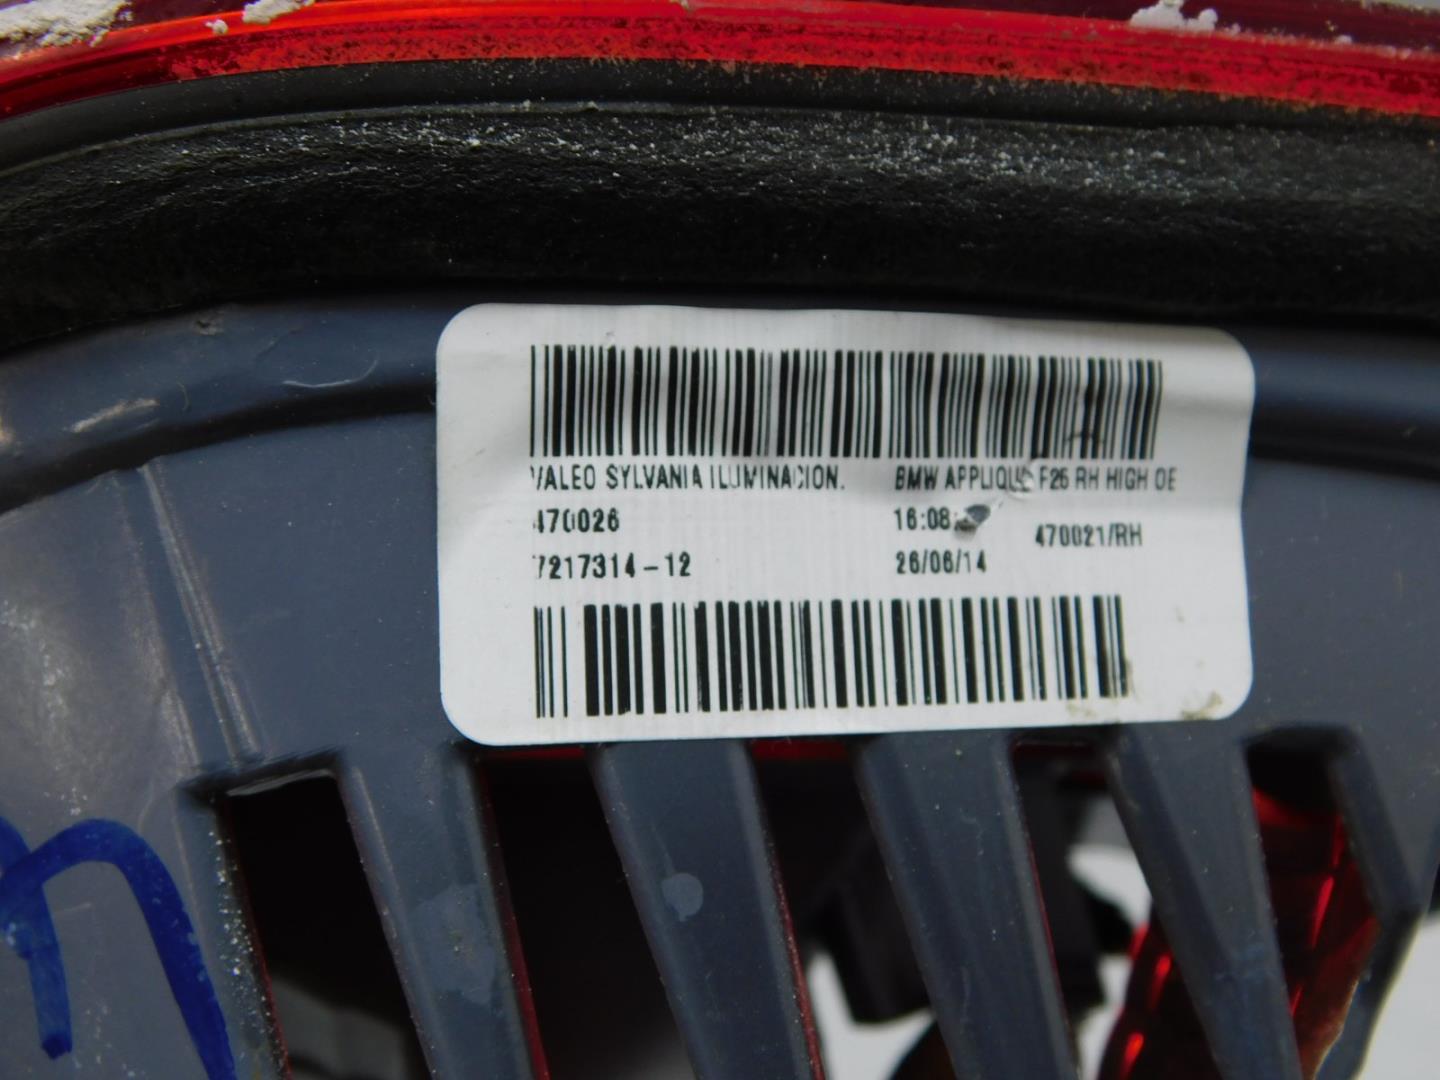 VALEO SYLVANIA ILUMINACION. BMW APPLIQUE F25 RH HIGH OE
470026 16:08: 470021/RH
7217314-12 26/06/14